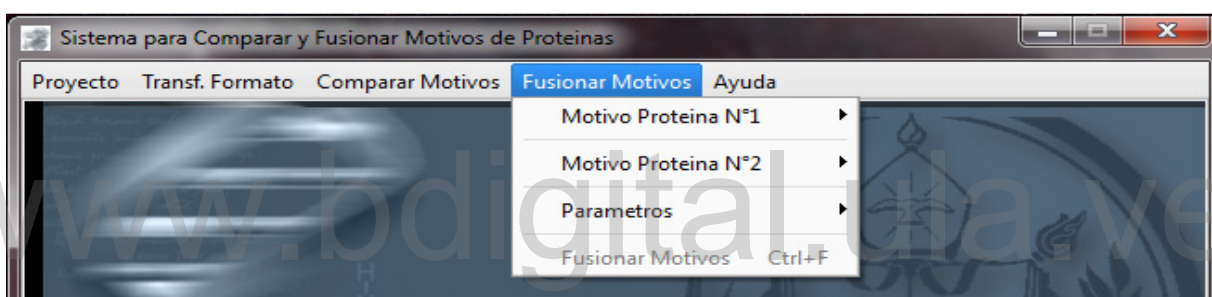 Sistema para Comparar y Fusionar Motivos de Proteinas
Proyecto Transf. Formato Comparar Motivos Fusionar Motivos Ayuda
Motivo Proteina N°1
Motivo Proteina N°2
Parametros
Fusionar Motivos Ctrl+F
www.bdigital.ula.ve